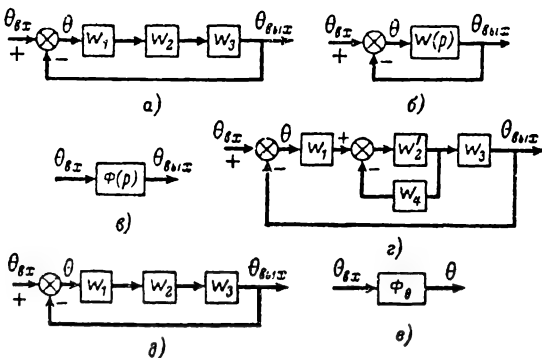 θвх θ W₁ W₂ W₃ θвых
+ −
а)
θвх θ W(p) θвых
+ −
б)
θвх Φ(p) θвых
в)
θвх θ W₁ + W₂′ W₃ θвых
+ − −
W₄
г)
θвх θ W₁ W₂ W₃ θвых
+ −
д)
θвх Φθ θ
е)